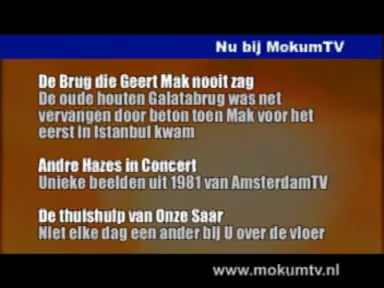 Nu bij MokumTV
De Brug die Geert Mak nooit zag
De oude houten Galatabrug was net
vervangen door beton toen Mak voor het
eerst in Istanbul kwam
Andre Hazes in Concert
Unieke beelden uit 1981 van AmsterdamTV
De thuishulp van Onze Saar
Niet elke dag een ander bij U over de vloer
www.mokumtv.nl